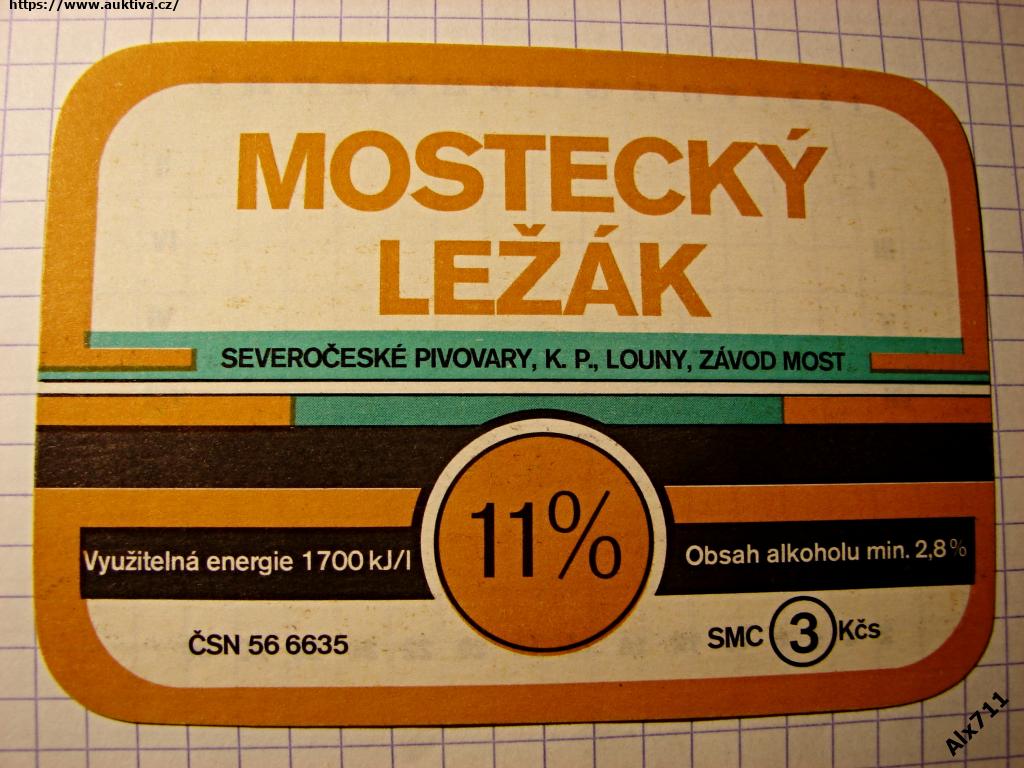 https://www.auktiva.cz/
MOSTECKÝ
LEŽÁK
SEVEROČESKÉ PIVOVARY, K. P., LOUNY, ZÁVOD MOST
11%
Využitelná energie 1700 kJ/l
Obsah alkoholu min. 2,8%
ČSN 56 6635
SMC 3 Kčs
Alx711